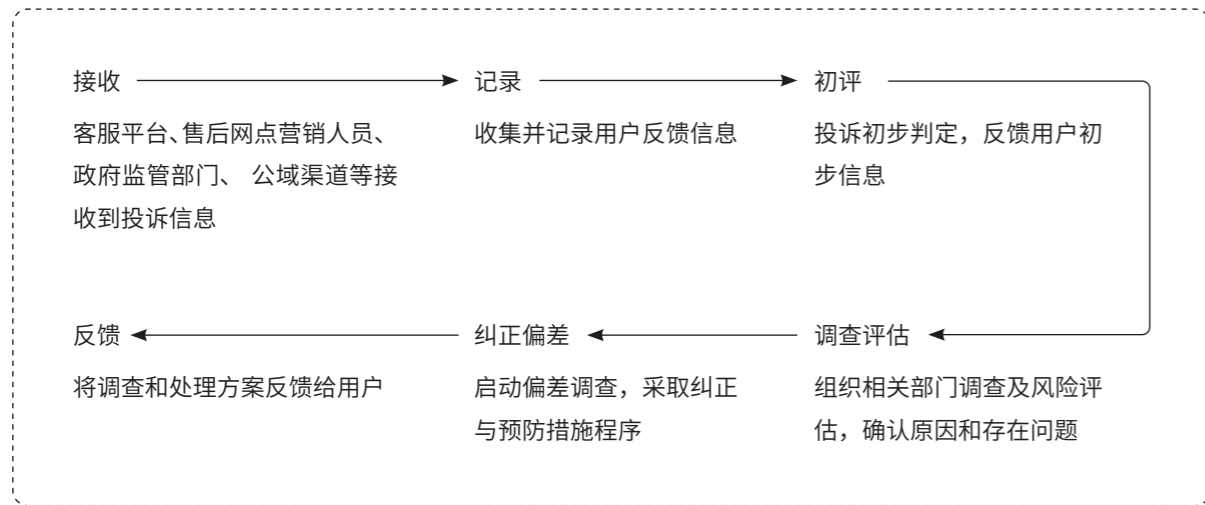 接收
客服平台、售后网点营销人员、
政府监管部门、 公域渠道等接
收到投诉信息
记录
收集并记录用户反馈信息
初评
投诉初步判定，反馈用户初
步信息
调查评估
组织相关部门调查及风险评
估，确认原因和存在问题
纠正偏差
启动偏差调查，采取纠正
与预防措施程序
反馈
将调查和处理方案反馈给用户